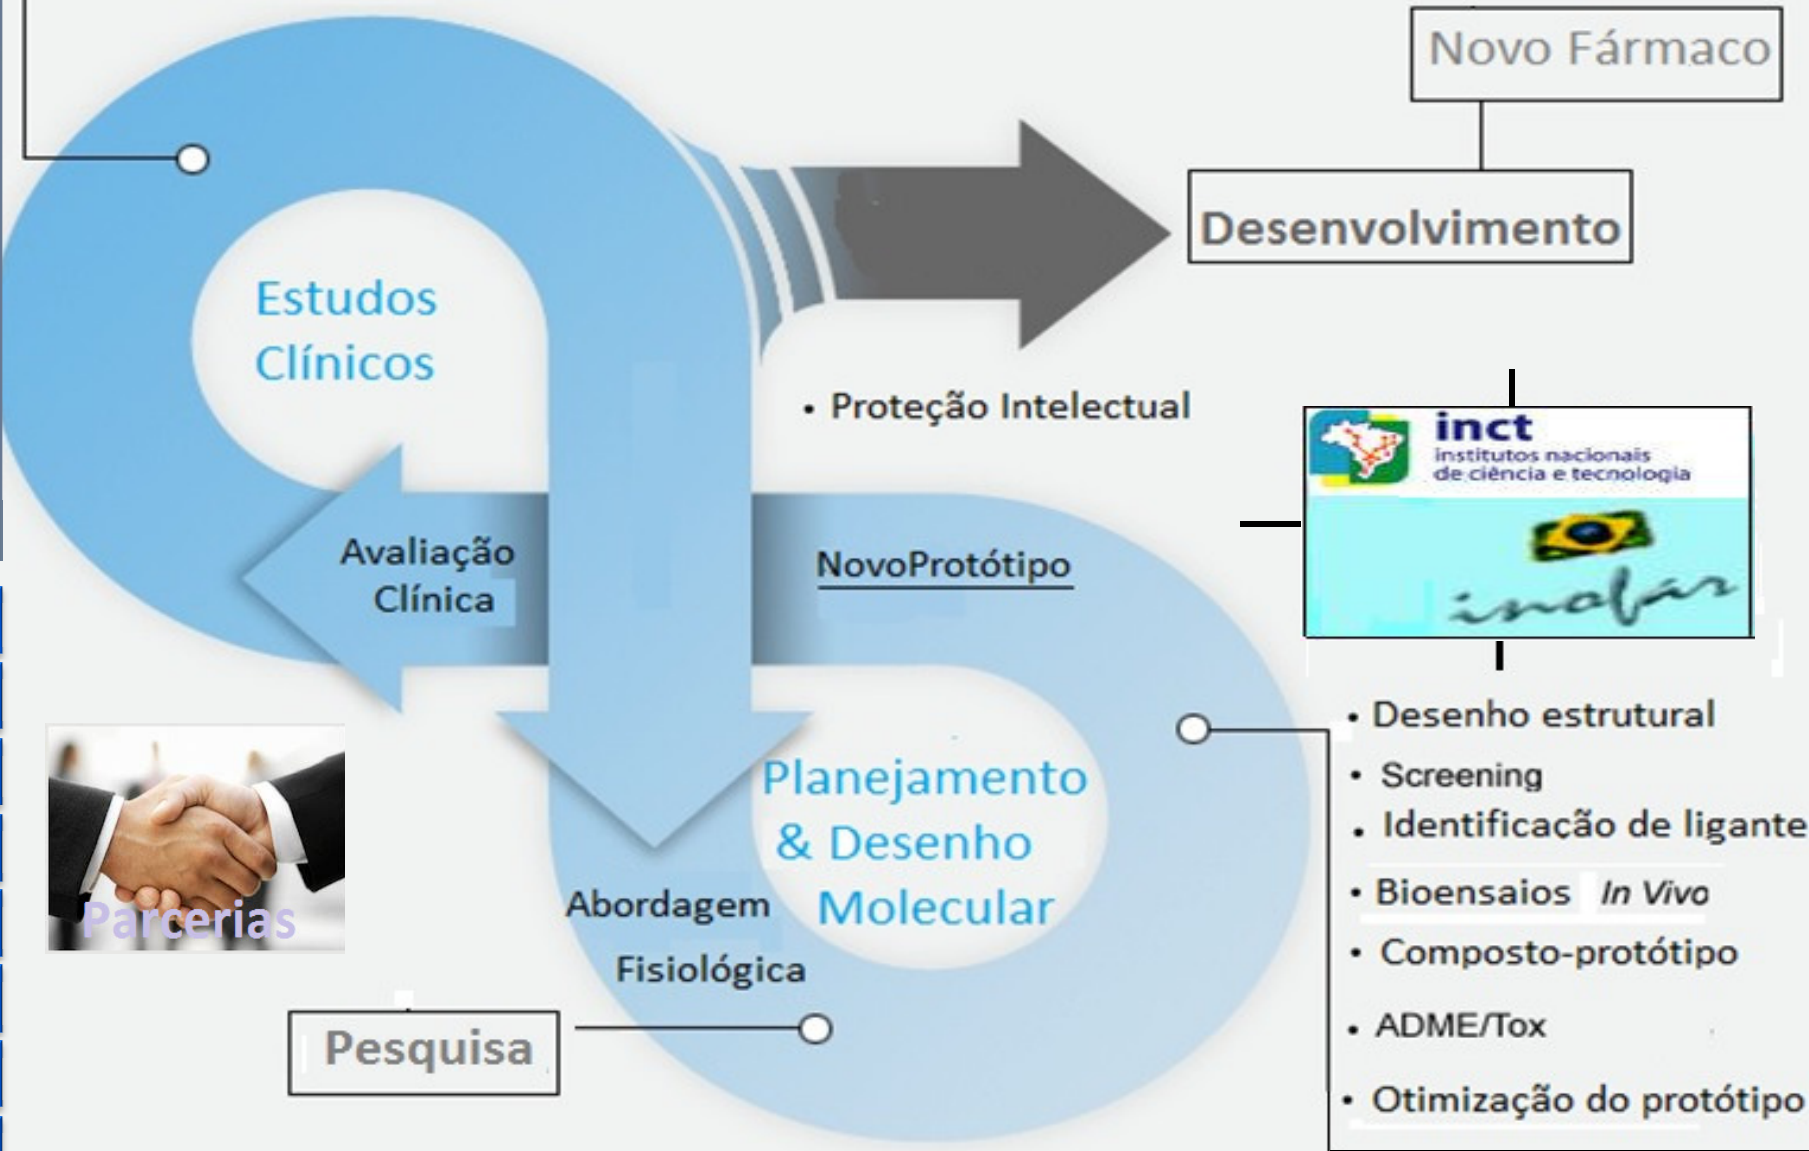 Novo Fármaco
Desenvolvimento
Estudos
Clínicos
• Proteção Intelectual
inct
institutos nacionais
de ciência e tecnologia
inofár
Avaliação
Clínica
NovoProtótipo
Planejamento
& Desenho
Molecular
Abordagem
Fisiológica
Parcerias
Pesquisa
• Desenho estrutural
• Screening
• Identificação de ligante
• Bioensaios In Vivo
• Composto-protótipo
• ADME/Tox
• Otimização do protótipo